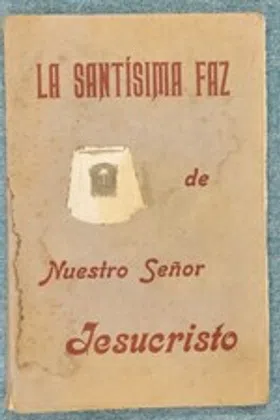 LA SANTÍSIMA FAZ
de
Nuestro Señor
Jesucristo